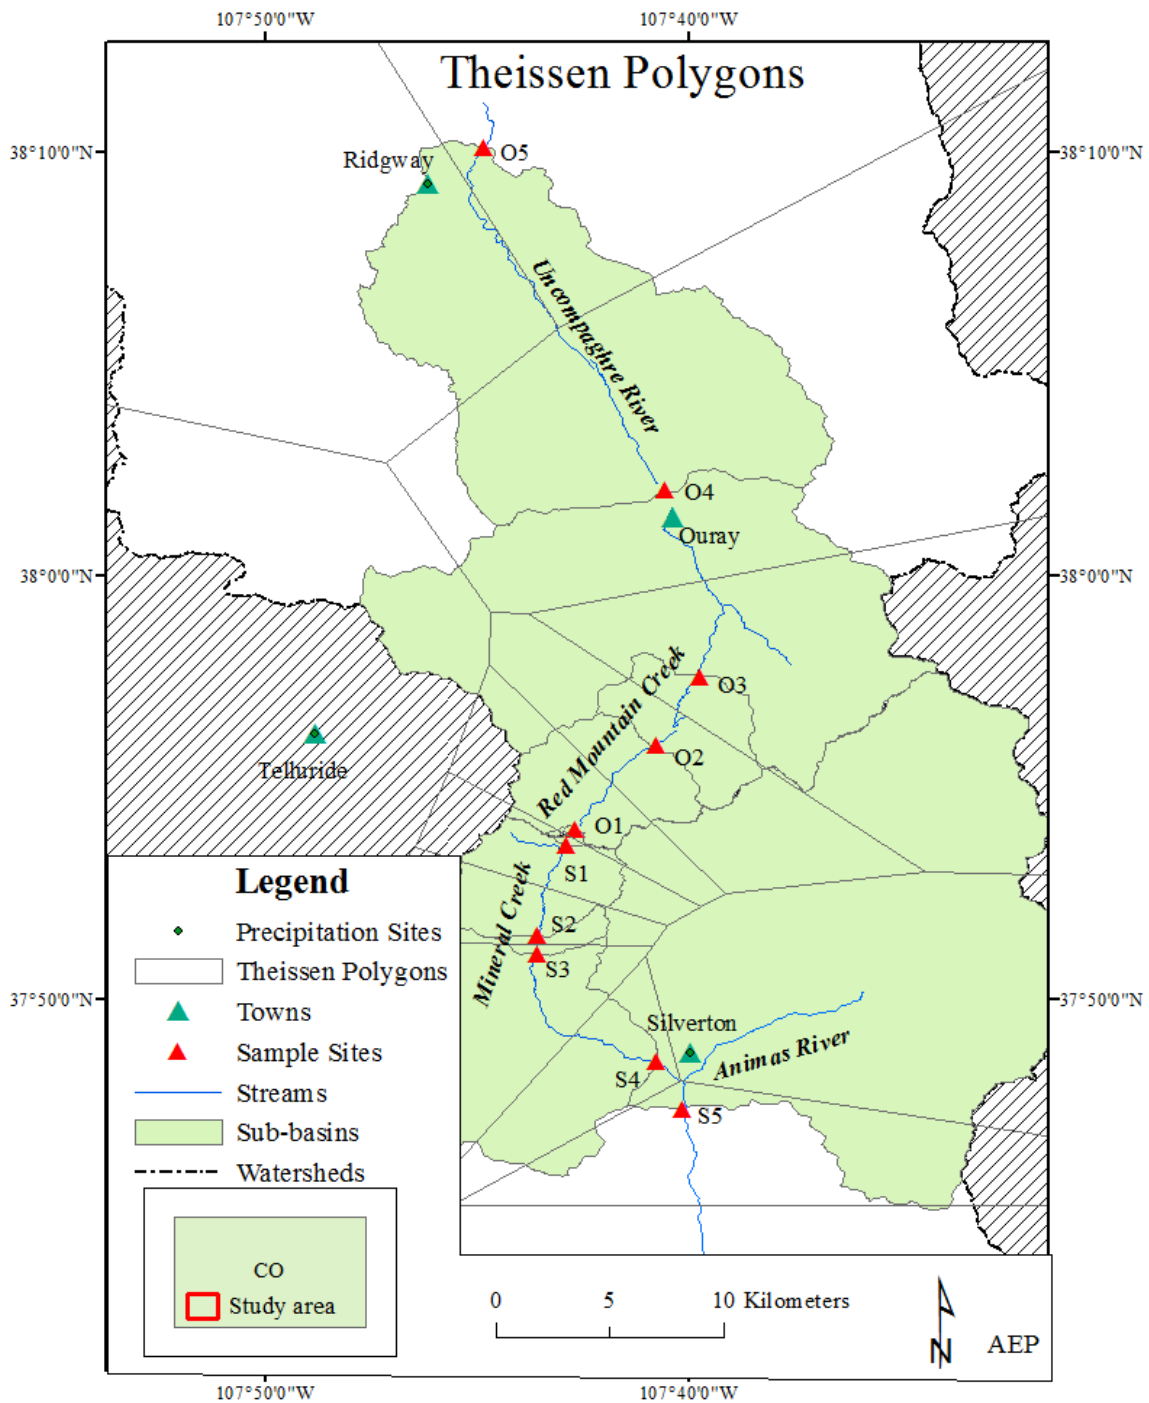 107°50'0"W 107°40'0"W
Theissen Polygons
38°10'0"N
38°10'0"N
O5
Ridgway
Uncompaghre River
O4
Ouray
38°0'0"N
38°0'0"N
O3
Red Mountain Creek
O2
Telluride
O1
S1
Mineral Creek
S2
S3
37°50'0"N
37°50'0"N
Silverton
Animas River
S4
S5
Legend
Precipitation Sites
Theissen Polygons
Towns
Sample Sites
Streams
Sub-basins
Watersheds
CO
Study area
0 5 10 Kilometers
N
AEP
107°50'0"W 107°40'0"W